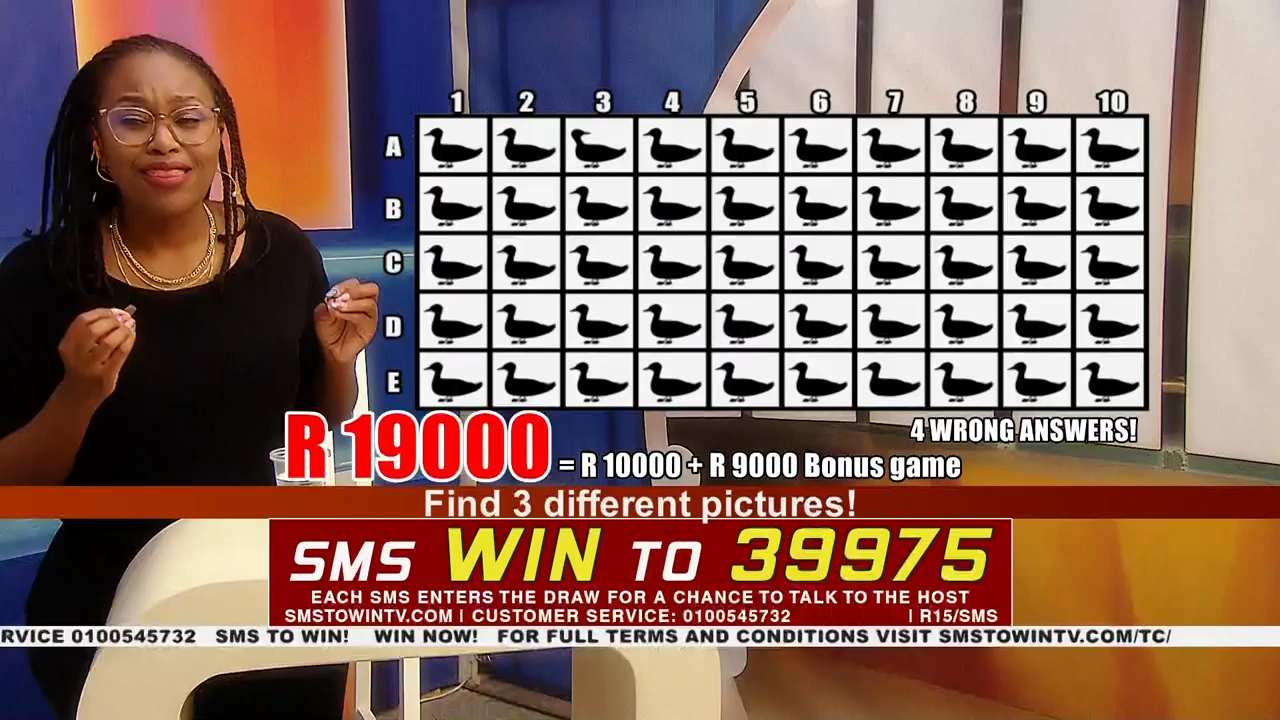 1 2 3 4 5 6 7 8 9 10
A
B
C
D
E
4 WRONG ANSWERS!
R 19000 = R 10000 + R 9000 Bonus game
Find 3 different pictures!
SMS WIN TO 39975
EACH SMS ENTERS THE DRAW FOR A CHANCE TO TALK TO THE HOST
SMSTOWINTV.COM | CUSTOMER SERVICE: 0100545732 | R15/SMS
RVICE 0100545732 SMS TO WIN! WIN NOW! FOR FULL TERMS AND CONDITIONS VISIT SMSTOWINTV.COM/TC/